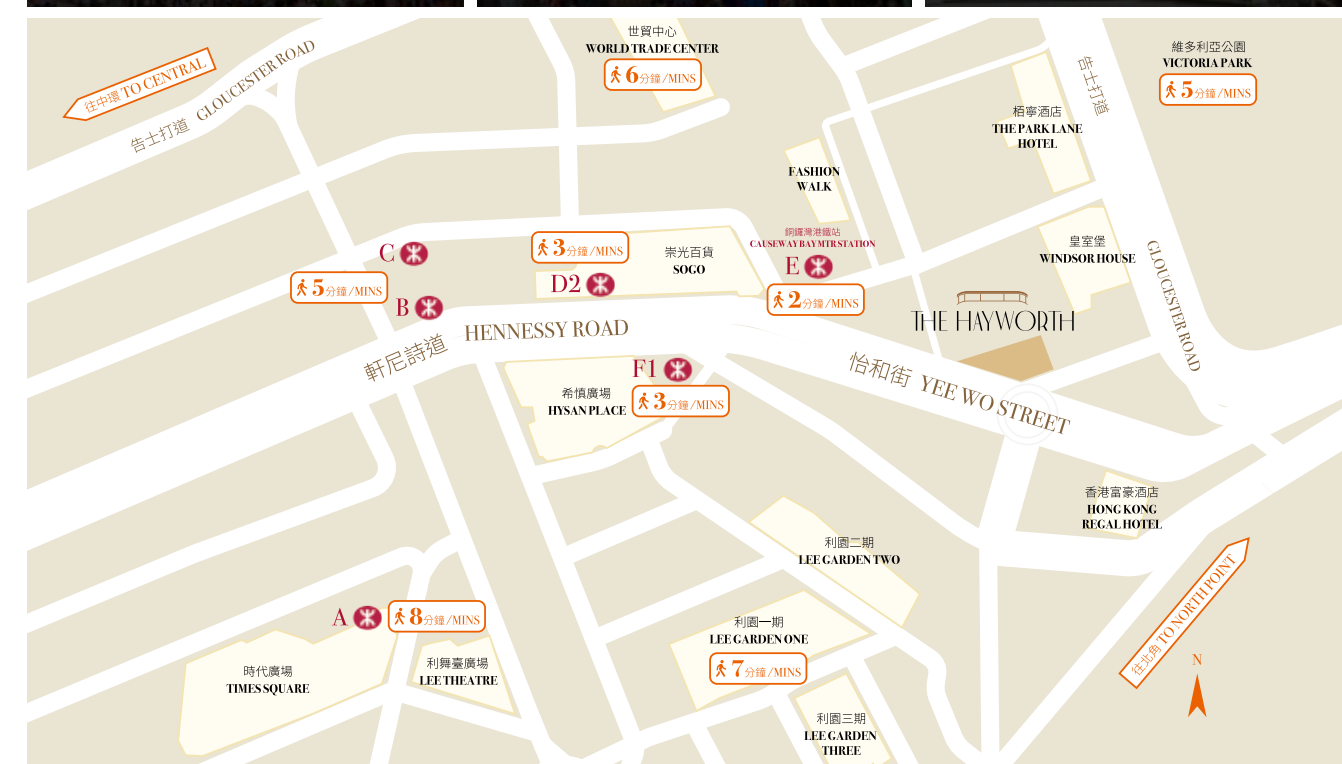 世貿中心
WORLD TRADE CENTER
6分鐘/MINS
維多利亞公園
VICTORIA PARK
5分鐘/MINS
往中環 TO CENTRAL
告士打道 GLOUCESTER ROAD
告士打道
栢寧酒店
THE PARK LANE
HOTEL
FASHION
WALK
銅鑼灣港鐵站
CAUSEWAY BAY MTR STATION
E
2分鐘/MINS
C
3分鐘/MINS
崇光百貨
SOGO
皇室堡
WINDSOR HOUSE
GLOUCESTER ROAD
5分鐘/MINS
D2
B
THE HAYWORTH
軒尼詩道 HENNESSY ROAD
怡和街 YEE WO STREET
F1
希慎廣場
HYSAN PLACE
3分鐘/MINS
香港富豪酒店
HONG KONG
REGAL HOTEL
利園二期
LEE GARDEN TWO
往北角 TO NORTH POINT
N
A
8分鐘/MINS
利園一期
LEE GARDEN ONE
7分鐘/MINS
時代廣場
TIMES SQUARE
利舞臺廣場
LEE THEATRE
利園三期
LEE GARDEN
THREE